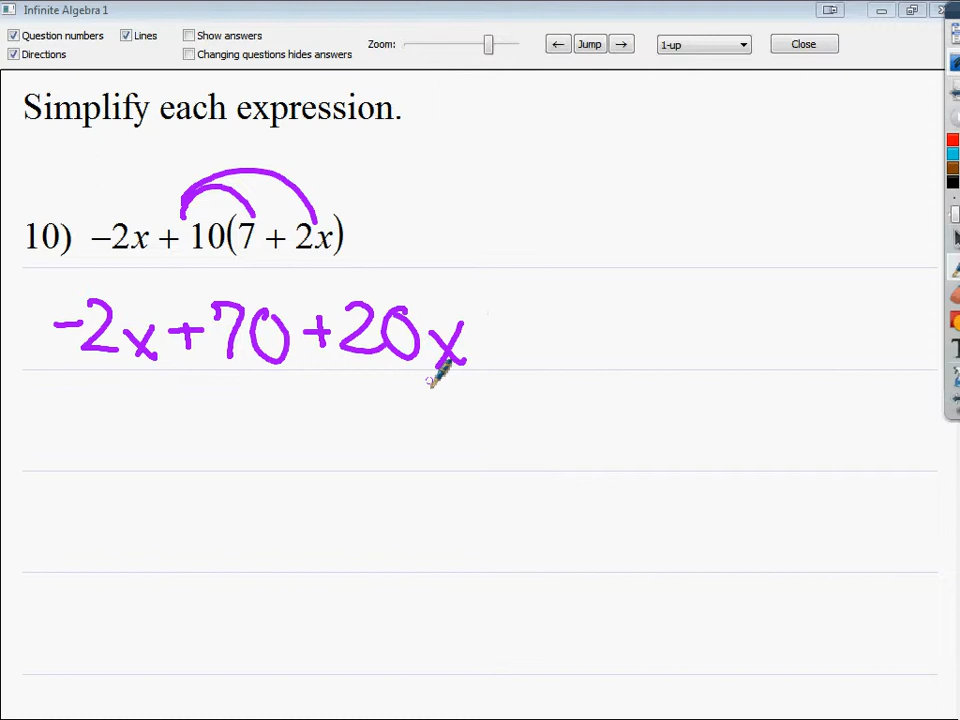 Infinite Algebra 1
Question numbers Lines Show answers
Directions Changing questions hides answers
Zoom: ← Jump → 1-up Close
Simplify each expression.
10) −2x + 10(7 + 2x)
-2x+70+20x